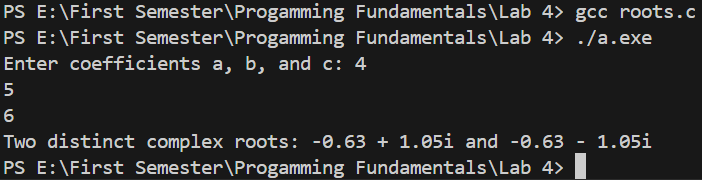 PS E:\First Semester\Progamming Fundamentals\Lab 4> gcc roots.c
PS E:\First Semester\Progamming Fundamentals\Lab 4> ./a.exe
Enter coefficients a, b, and c: 4
5
6
Two distinct complex roots: -0.63 + 1.05i and -0.63 - 1.05i
PS E:\First Semester\Progamming Fundamentals\Lab 4>